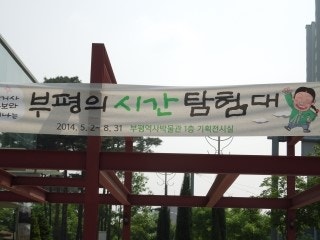 부평의 시간 탐험대
2014. 5. 2~8. 31 부평역사박물관 1층 기획전시실